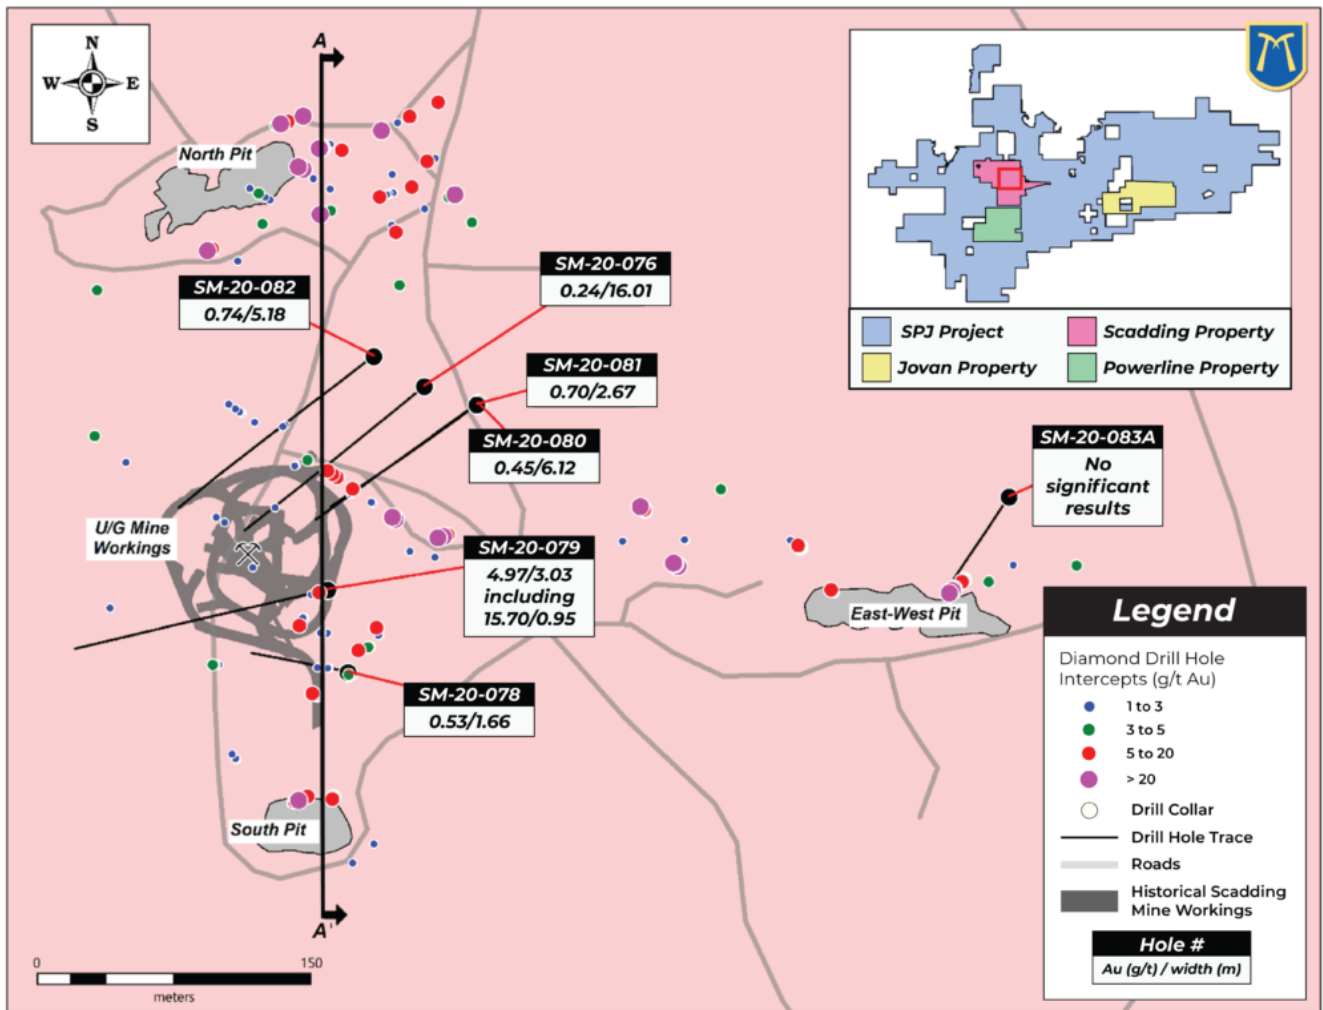 N
W E
S
A
North Pit
SM-20-082
0.74/5.18
SM-20-076
0.24/16.01
SM-20-081
0.70/2.67
SM-20-080
0.45/6.12
SM-20-083A
No
significant
results
U/G Mine
Workings
SM-20-079
4.97/3.03
including
15.70/0.95
East-West Pit
SM-20-078
0.53/1.66
South Pit
A'
0 150
meters
SPJ Project
Scadding Property
Jovan Property
Powerline Property
Legend
Diamond Drill Hole
Intercepts (g/t Au)
1 to 3
3 to 5
5 to 20
> 20
Drill Collar
Drill Hole Trace
Roads
Historical Scadding
Mine Workings
Hole #
Au (g/t) / width (m)